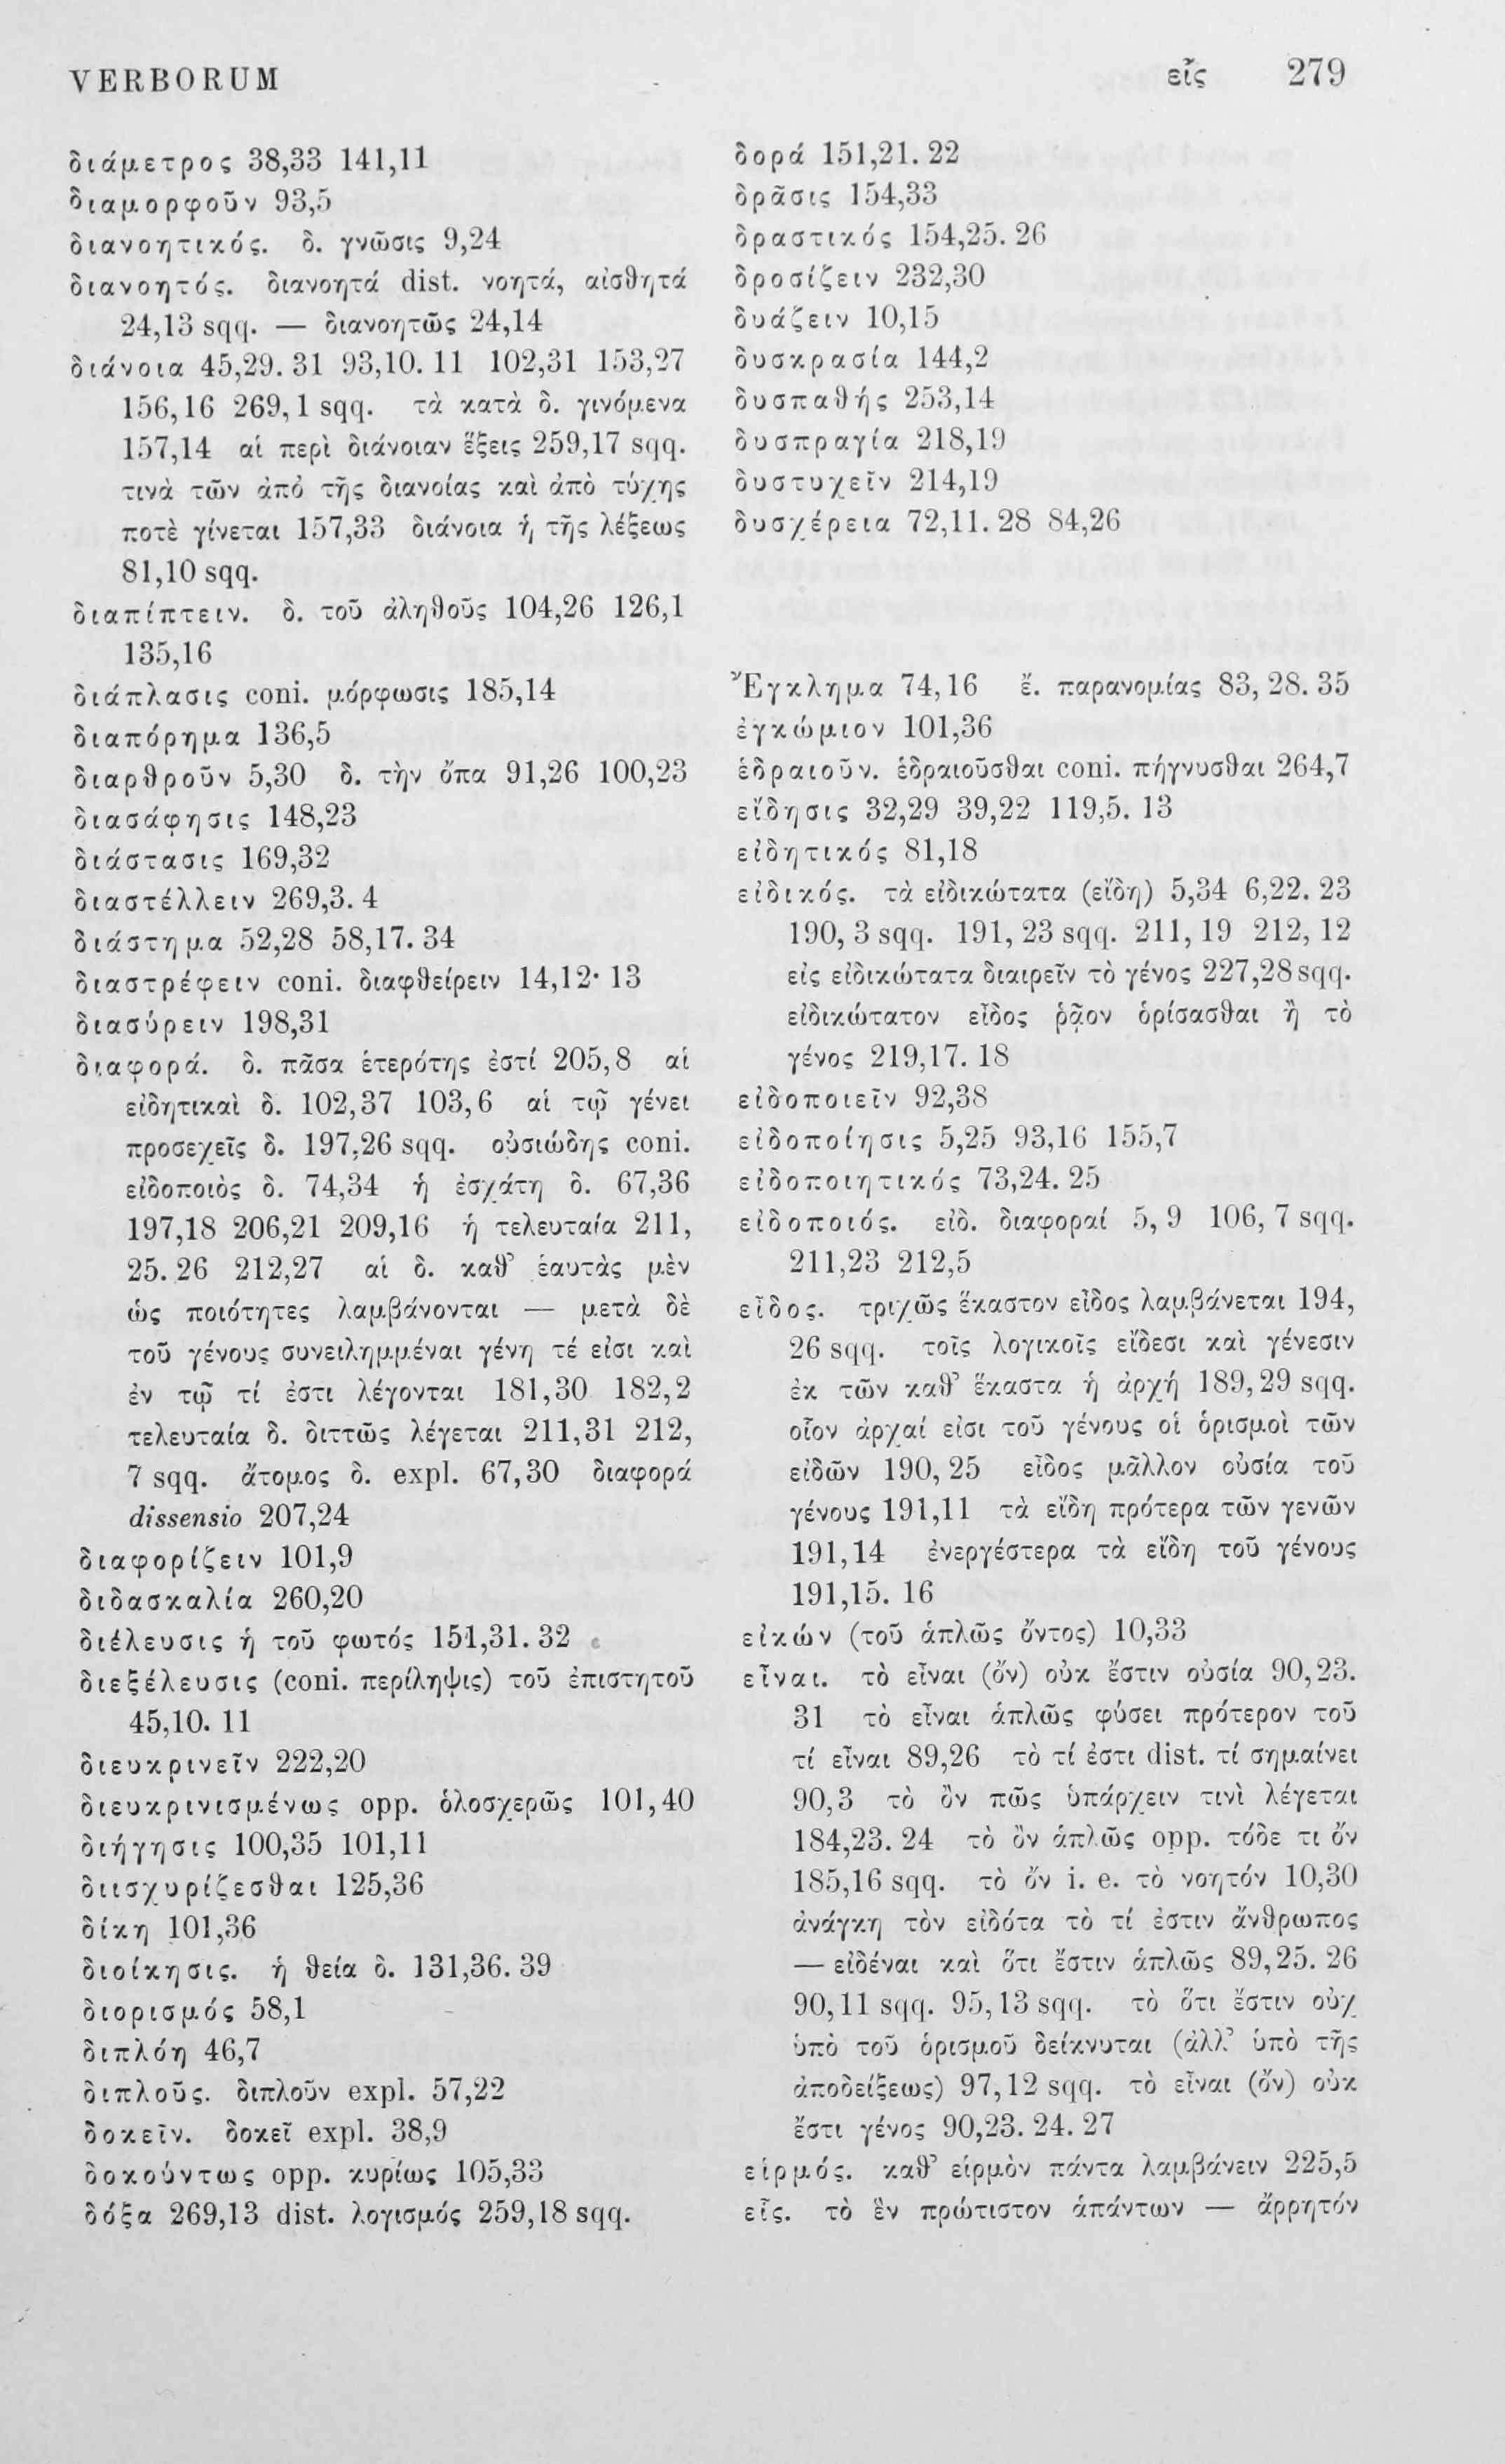 VERBORUM εἷς 279
διάμετρος 38,33 141,11
διαμορφοῦν 93,5
διανοητικός. δ. γνῶσις 9,24
διανοητός. διανοητά dist. νοητά, αἰσθητά
24,13 sqq. — διανοητῶς 24,14
διάνοια 45,29. 31 93,10. 11 102,31 153,27
156,16 269,1 sqq. τὰ κατὰ δ. γινόμενα
157,14 αἱ περὶ διάνοιαν ἕξεις 259,17 sqq.
τινὰ τῶν ἀπὸ τῆς διανοίας καὶ ἀπὸ τύχης
ποτὲ γίνεται 157,33 διάνοια ἡ τῆς λέξεως
81,10 sqq.
διαπίπτειν. δ. τοῦ ἀληθοῦς 104,26 126,1
135,16
διάπλασις coni. μόρφωσις 185,14
διαπόρημα 136,5
διαρθροῦν 5,30 δ. τὴν ὄπα 91,26 100,23
διασάφησις 148,23
διάστασις 169,32
διαστέλλειν 269,3. 4
διάστημα 52,28 58,17. 34
διαστρέφειν coni. διαφθείρειν 14,12· 13
διασύρειν 198,31
διαφορά. δ. πᾶσα ἑτερότης ἐστί 205,8 αἱ
εἰδητικαὶ δ. 102,37 103,6 αἱ τῷ γένει
προσεχεῖς δ. 197,26 sqq. οὐσιώδης coni.
εἰδοποιὸς δ. 74,34 ἡ ἐσχάτη δ. 67,36
197,18 206,21 209,16 ἡ τελευταία 211,
25. 26 212,27 αἱ δ. καθ’ ἑαυτὰς μὲν
ὡς ποιότητες λαμβάνονται — μετὰ δὲ
τοῦ γένους συνειλημμέναι γένη τέ εἰσι καὶ
ἐν τῷ τί ἐστι λέγονται 181,30 182,2
τελευταία δ. διττῶς λέγεται 211,31 212,
7 sqq. ἄτομος δ. expl. 67,30 διαφορά
dissensio 207,24
διαφορίζειν 101,9
διδασκαλία 260,20
διέλευσις ἡ τοῦ φωτός 151,31. 32
διεξέλευσις (coni. περίληψις) τοῦ ἐπιστητοῦ
45,10. 11
διευκρινεῖν 222,20
διευκρινισμένως opp. ὁλοσχερῶς 101,40
διήγησις 100,35 101,11
διισχυρίζεσθαι 125,36
δίκη 101,36
διοίκησις. ἡ θεία δ. 131,36. 39
διορισμός 58,1
διπλόη 46,7
διπλοῦς. διπλοῦν expl. 57,22
δοκεῖν. δοκεῖ expl. 38,9
δοκούντως opp. κυρίως 105,33
δόξα 269,13 dist. λογισμός 259,18 sqq.
δορά 151,21. 22
δρᾶσις 154,33
δραστικός 154,25. 26
δροσίζειν 232,30
δυάζειν 10,15
δυσκρασία 144,2
δυσπαθής 253,14
δυσπραγία 218,19
δυστυχεῖν 214,19
δυσχέρεια 72,11. 28 84,26
Ἔγκλημα 74,16 ἔ. παρανομίας 83, 28. 35
ἐγκώμιον 101,36
ἑδραιοῦν. ἑδραιοῦσθαι coni. πήγνυσθαι 264,7
εἴδησις 32,29 39,22 119,5. 13
εἰδητικός 81,18
εἰδικός. τὰ εἰδικώτατα (εἴδη) 5,34 6,22. 23
190, 3 sqq. 191, 23 sqq. 211, 19 212, 12
εἰς εἰδικώτατα διαιρεῖν τὸ γένος 227,28 sqq.
εἰδικώτατον εἶδος ῥᾷον ὁρίσασθαι ἢ τὸ
γένος 219,17. 18
εἰδοποιεῖν 92,38
εἰδοποίησις 5,25 93,16 155,7
εἰδοποιητικός 73,24. 25
εἰδοποιός. εἰδ. διαφοραί 5, 9 106, 7 sqq.
211,23 212,5
εἶδος. τριχῶς ἕκαστον εἶδος λαμβάνεται 194,
26 sqq. τοῖς λογικοῖς εἴδεσι καὶ γένεσιν
ἐκ τῶν καθ’ ἕκαστα ἡ ἀρχή 189,29 sqq.
οἷον ἀρχαί εἰσι τοῦ γένους οἱ ὁρισμοὶ τῶν
εἰδῶν 190, 25 εἶδος μᾶλλον οὐσία τοῦ
γένους 191,11 τὰ εἴδη πρότερα τῶν γενῶν
191,14 ἐνεργέστερα τὰ εἴδη τοῦ γένους
191,15. 16
εἰκών (τοῦ ἁπλῶς ὄντος) 10,33
εἶναι. τὸ εἶναι (ὄν) οὐκ ἔστιν οὐσία 90,23.
31 τὸ εἶναι ἁπλῶς φύσει πρότερον τοῦ
τί εἶναι 89,26 τὸ τί ἐστι dist. τί σημαίνει
90,3 τὸ ὂν πῶς ὑπάρχειν τινὶ λέγεται
184,23. 24 τὸ ὂν ἁπλῶς opp. τόδε τι ὄν
185,16 sqq. τὸ ὄν i. e. τὸ νοητόν 10,30
ἀνάγκη τὸν εἰδότα τὸ τί ἐστιν ἄνθρωπος
— εἰδέναι καὶ ὅτι ἔστιν ἁπλῶς 89,25. 26
90,11 sqq. 95,13 sqq. τὸ ὅτι ἔστιν οὐχ
ὑπὸ τοῦ ὁρισμοῦ δείκνυται (ἀλλ’ ὑπὸ τῆς
ἀποδείξεως) 97,12 sqq. τὸ εἶναι (ὄν) οὐκ
ἔστι γένος 90,23. 24. 27
εἱρμός. καθ’ εἱρμὸν πάντα λαμβάνειν 225,5
εἷς. τὸ ἓν πρώτιστον ἁπάντων — ἄρρητόν